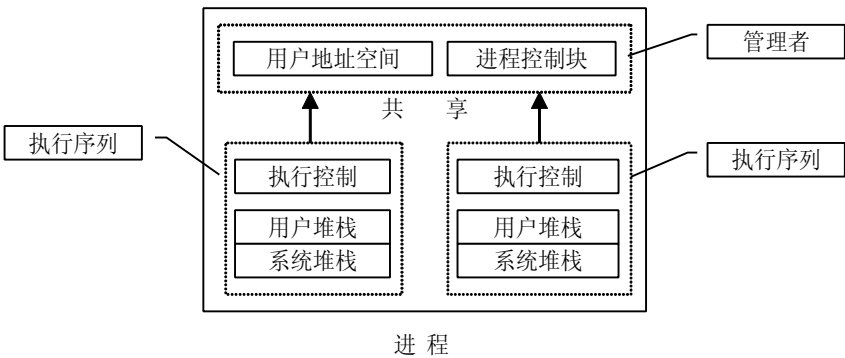 用户地址空间
进程控制块
管理者
共 享
执行序列
执行控制
执行控制
执行序列
用户堆栈
用户堆栈
系统堆栈
系统堆栈
进 程